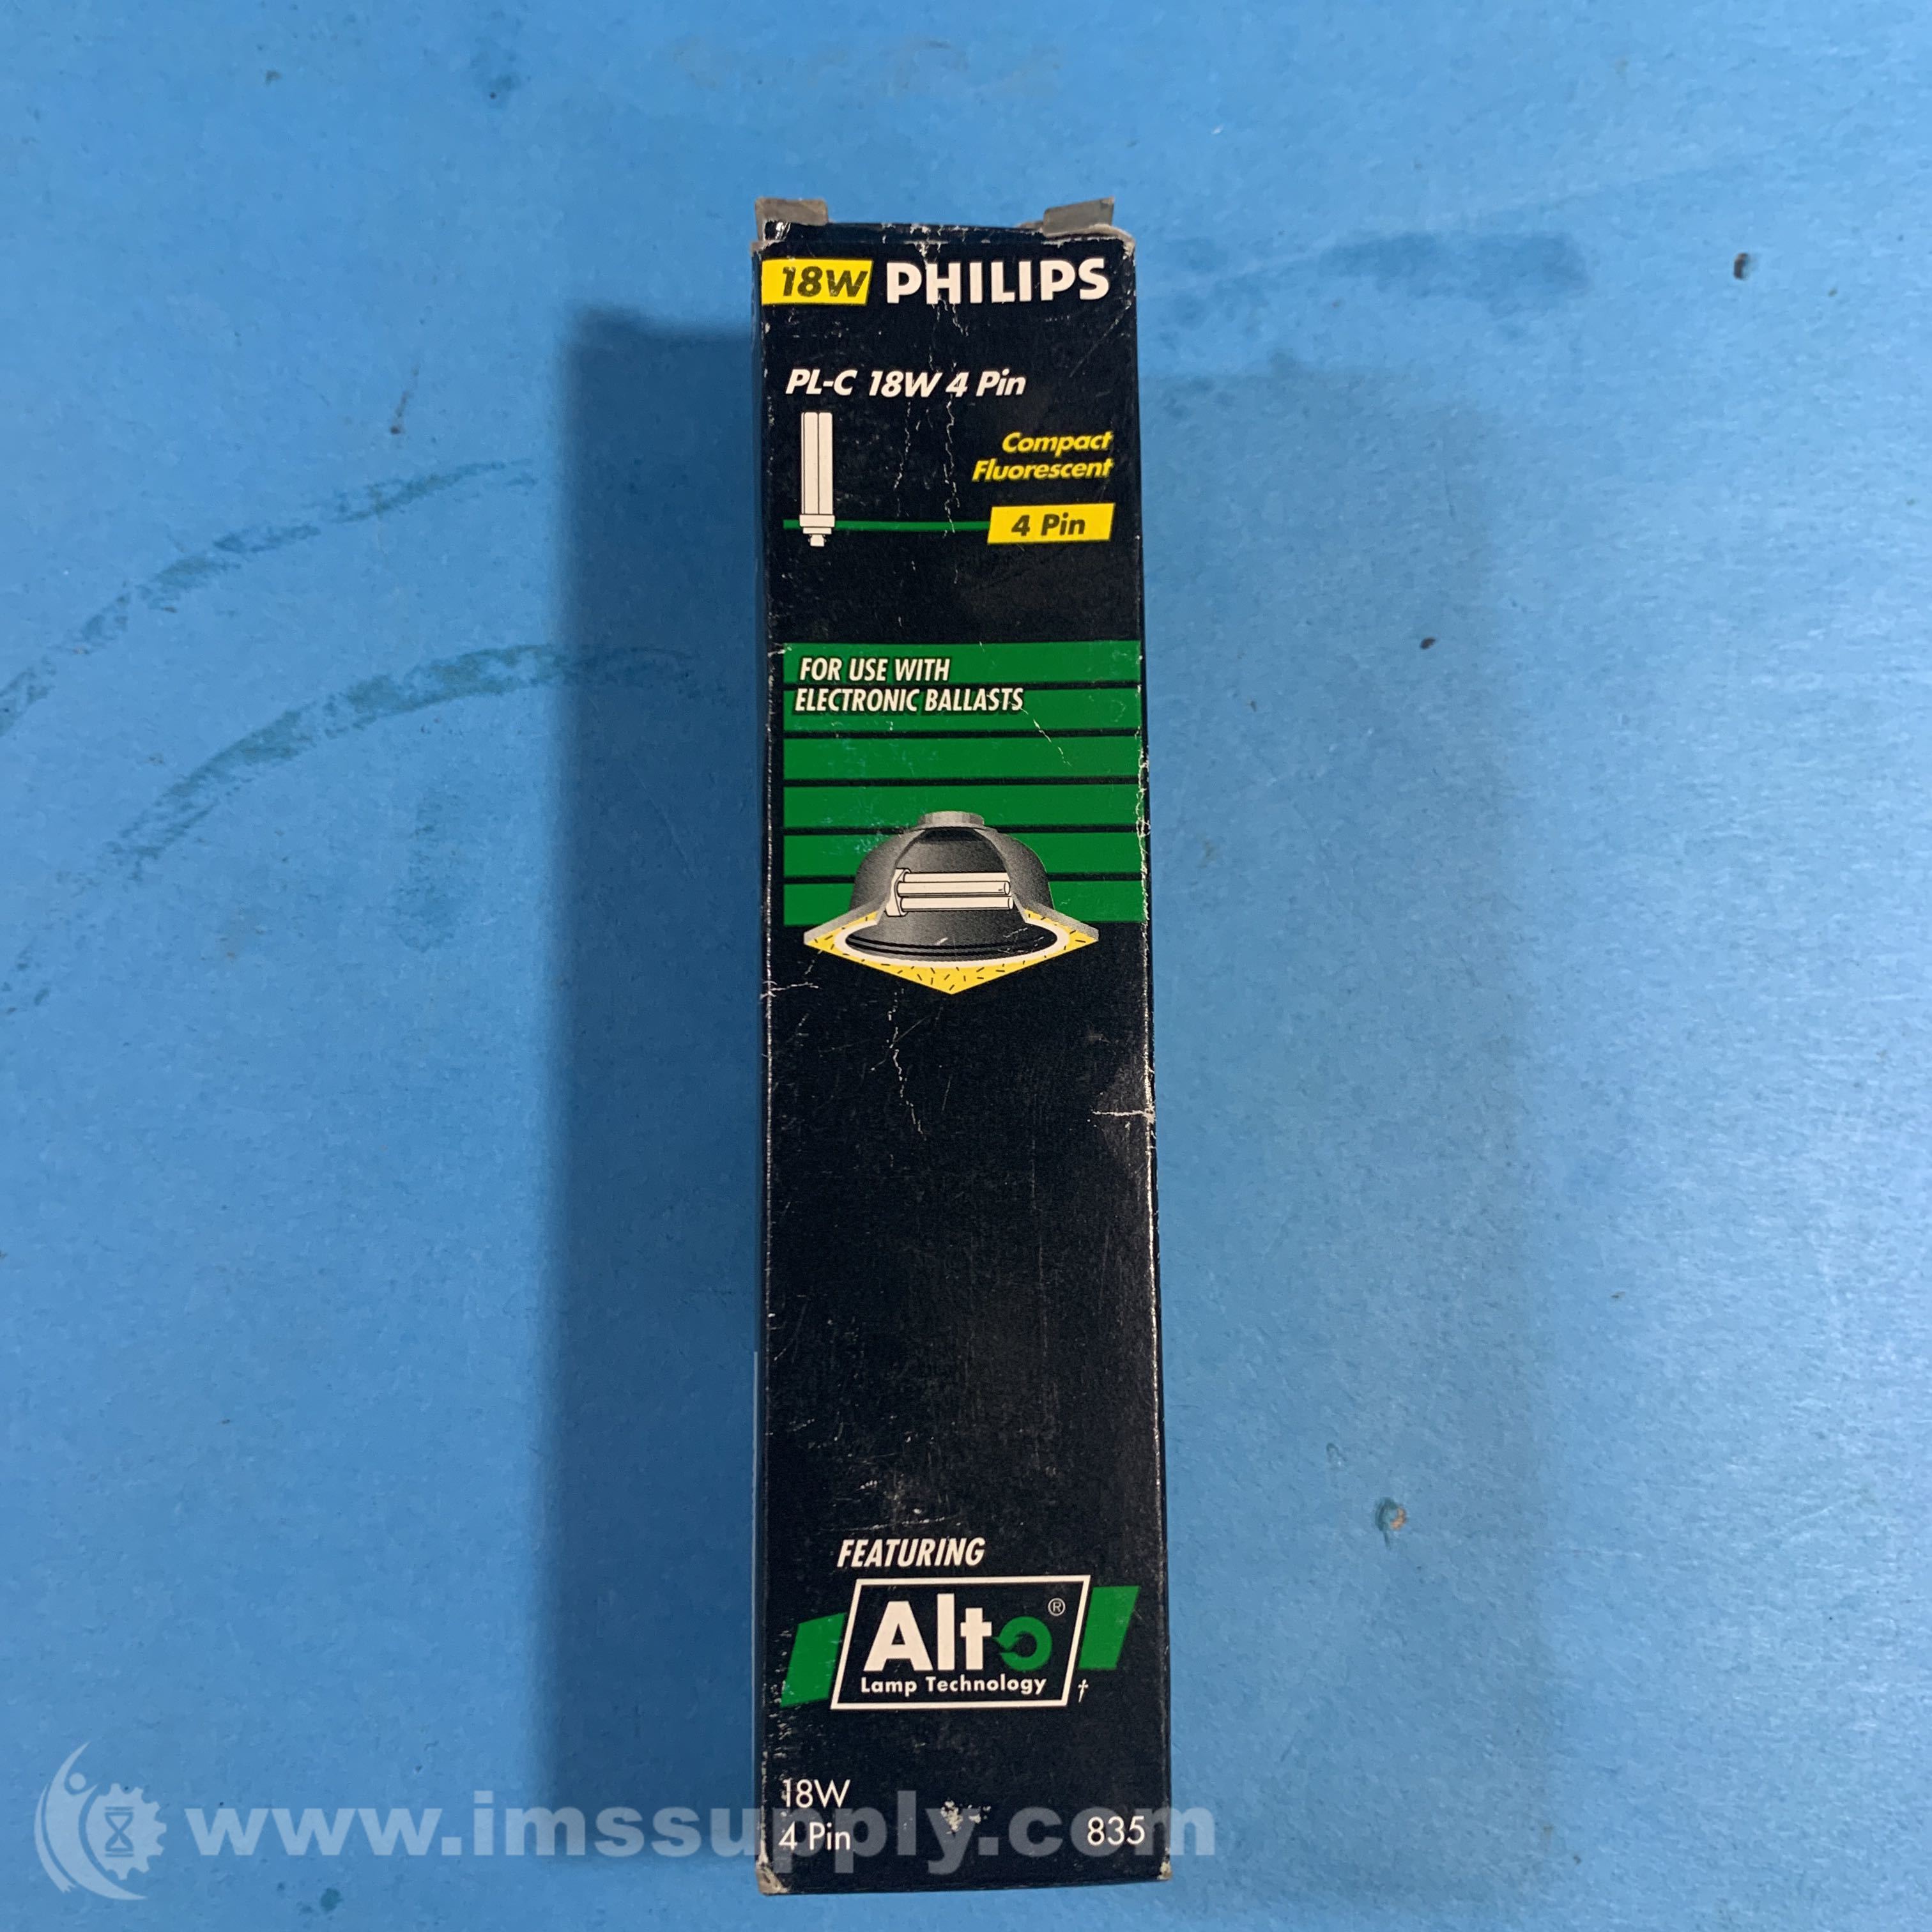 18W PHILIPS
PL-C 18W 4 Pin
Compact
Fluorescent
4 Pin
FOR USE WITH
ELECTRONIC BALLASTS
FEATURING
Alto®
Lamp Technology †
18W
4 Pin 835
www.imssupply.com